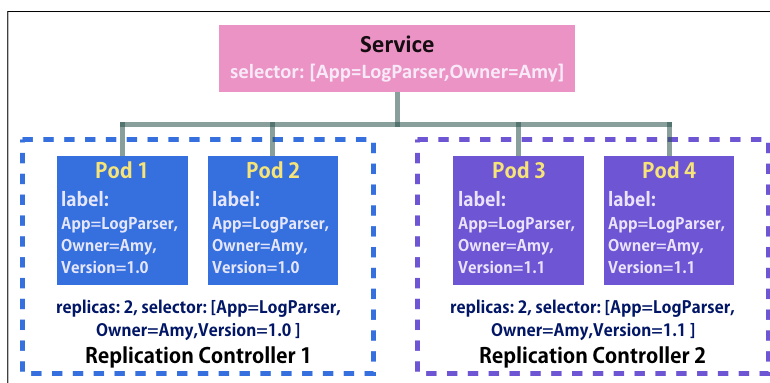 Service
selector: [App=LogParser,Owner=Amy]
Pod 1
label:
App=LogParser,
Owner=Amy,
Version=1.0
Pod 2
label:
App=LogParser,
Owner=Amy,
Version=1.0
replicas: 2, selector: [App=LogParser,
Owner=Amy,Version=1.0 ]
Replication Controller 1
Pod 3
label:
App=LogParser,
Owner=Amy,
Version=1.1
Pod 4
label:
App=LogParser,
Owner=Amy,
Version=1.1
replicas: 2, selector: [App=LogParser,
Owner=Amy,Version=1.1 ]
Replication Controller 2